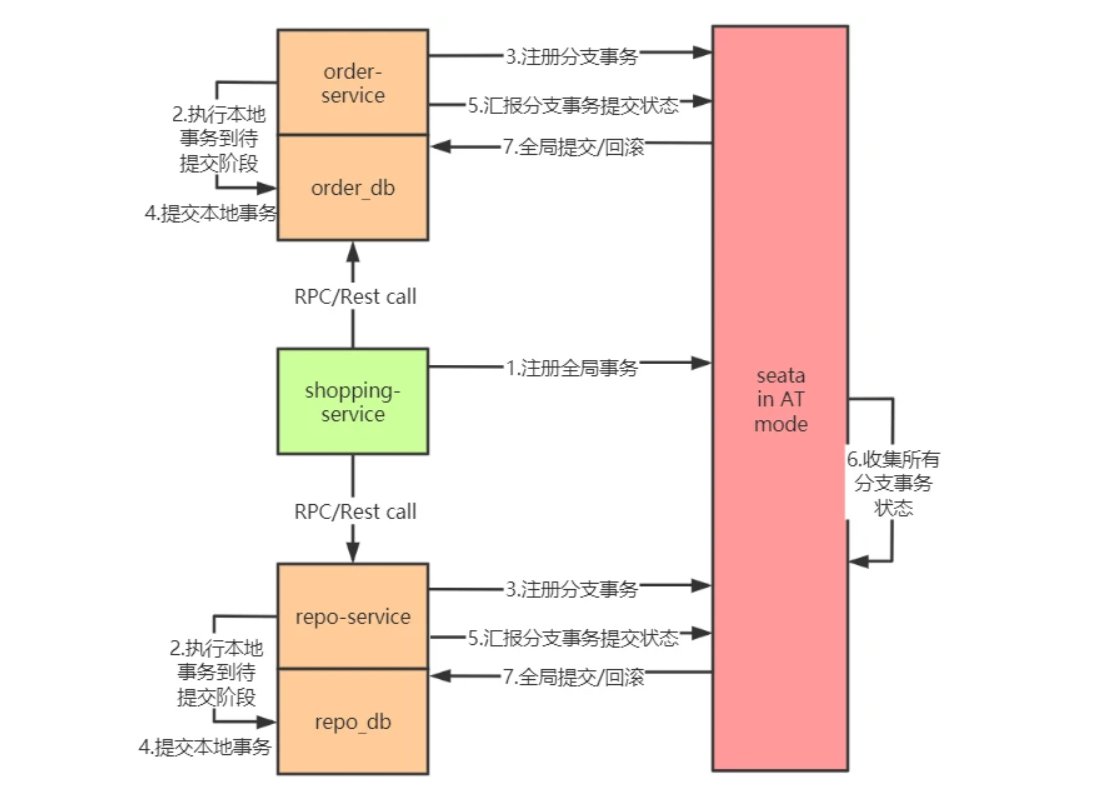 order-
service
3.注册分支事务
2.执行本地
事务到待
提交阶段
5.汇报分支事务提交状态
7.全局提交/回滚
order_db
4.提交本地事务
RPC/Rest call
shopping-
service
1.注册全局事务
seata
in AT
mode
6.收集所有
分支事务
状态
RPC/Rest call
repo-service
3.注册分支事务
2.执行本地
事务到待
提交阶段
5.汇报分支事务提交状态
7.全局提交/回滚
repo_db
4.提交本地事务